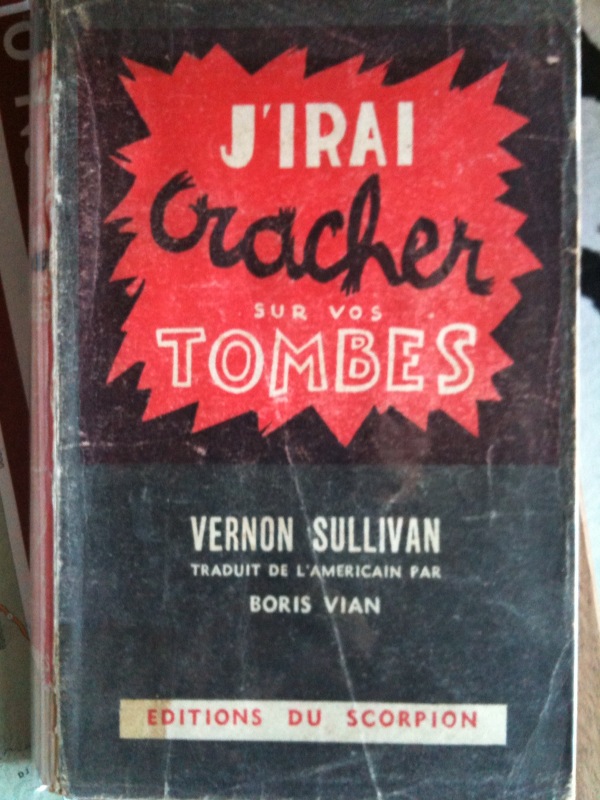 J'IRAI
Cracher
SUR VOS
TOMBES
VERNON SULLIVAN
TRADUIT DE L'AMERICAIN PAR
BORIS VIAN
EDITIONS DU SCORPION